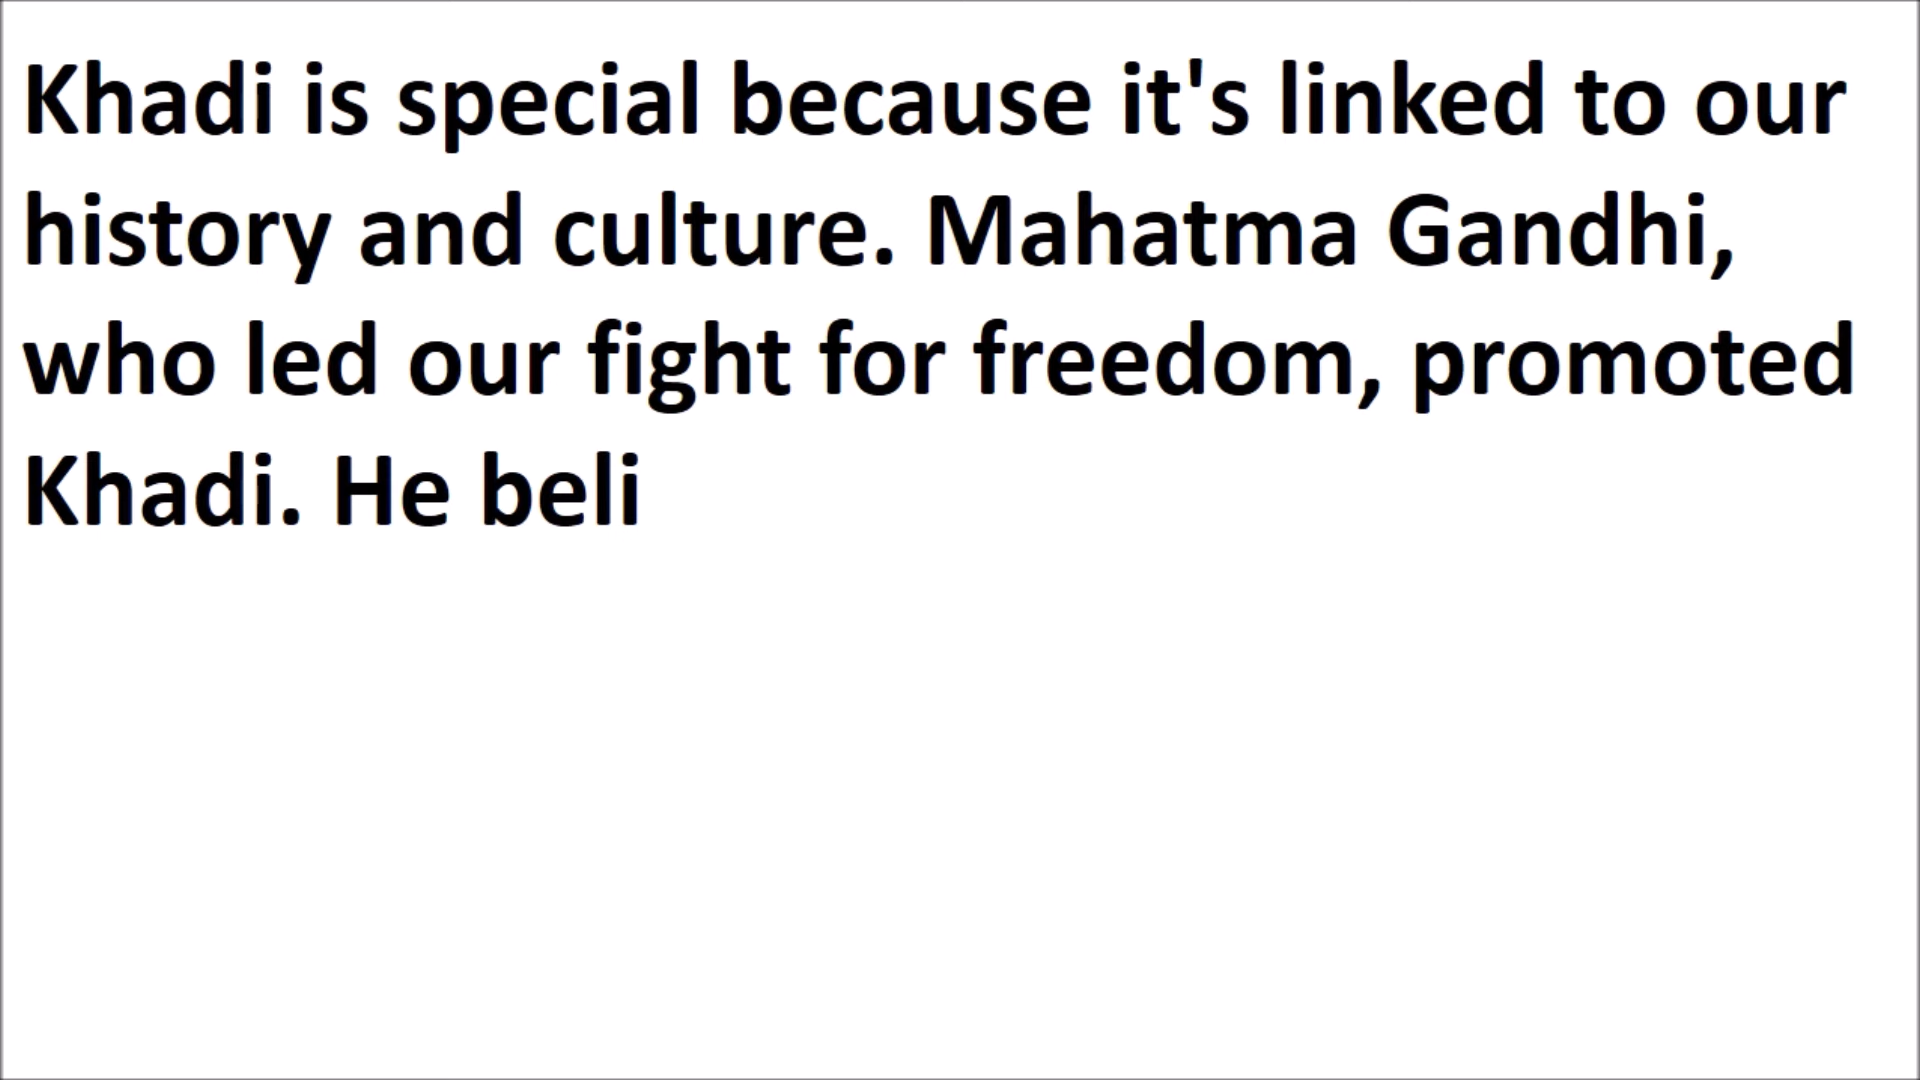 Khadi is special because it's linked to our
history and culture. Mahatma Gandhi,
who led our fight for freedom, promoted
Khadi. He beli